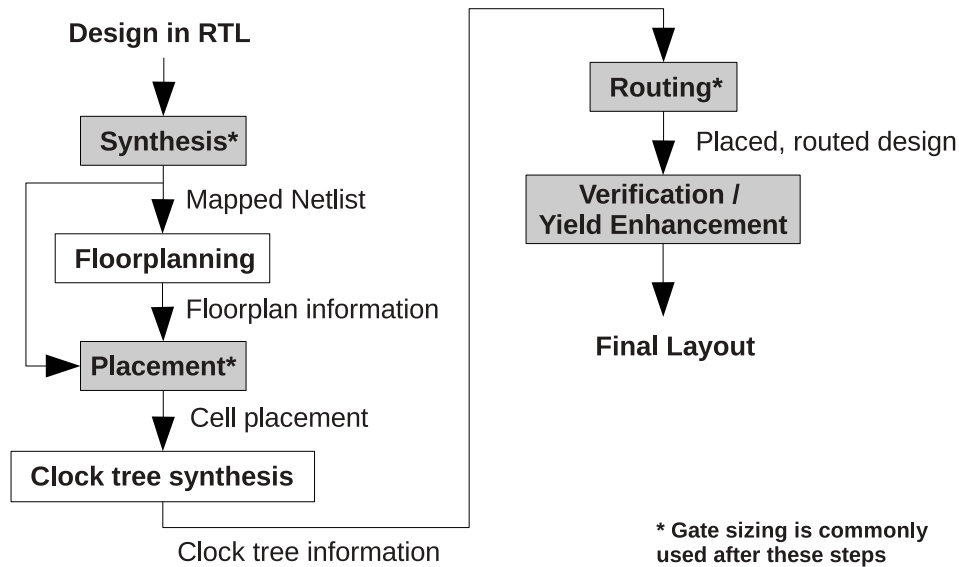 Design in RTL
Synthesis*
Mapped Netlist
Floorplanning
Floorplan information
Placement*
Cell placement
Clock tree synthesis
Clock tree information
Routing*
Placed, routed design
Verification /
Yield Enhancement
Final Layout
* Gate sizing is commonly
used after these steps